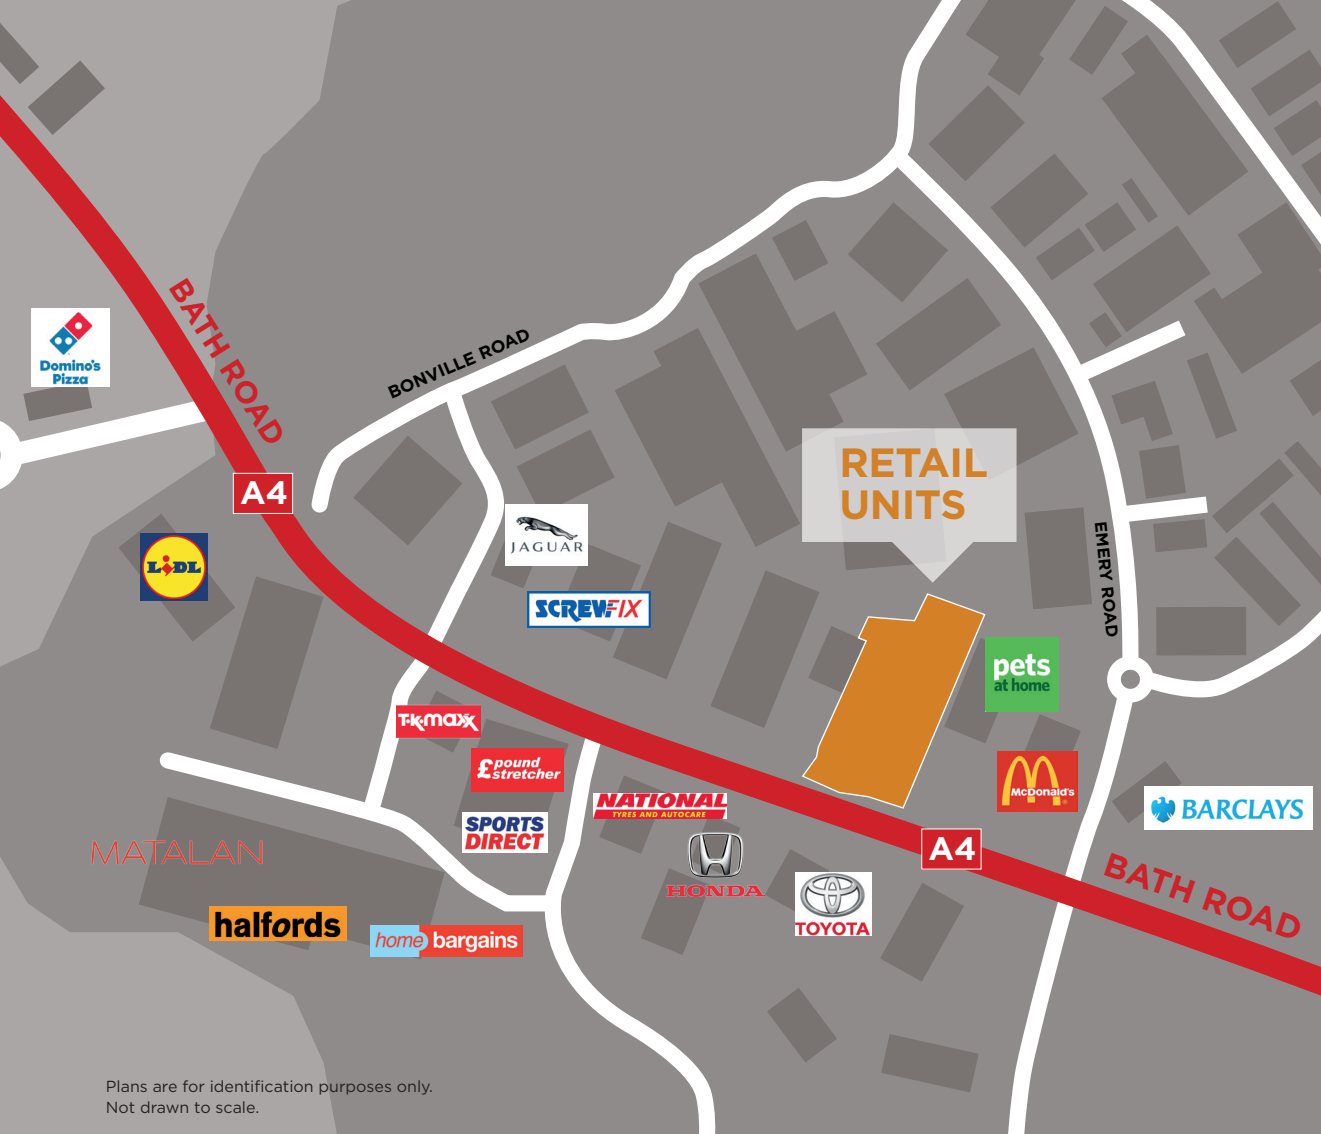 Domino's
Pizza
BATH ROAD
BONVILLE ROAD
A4
LIDL
JAGUAR
SCREWFIX
RETAIL
UNITS
EMERY ROAD
pets
at home
T·K·maxx
£ pound
stretcher
SPORTS
DIRECT
NATIONAL
TYRES AND AUTOCARE
HONDA
TOYOTA
McDonald's
BARCLAYS
A4
BATH ROAD
MATALAN
halfords
home bargains
Plans are for identification purposes only.
Not drawn to scale.